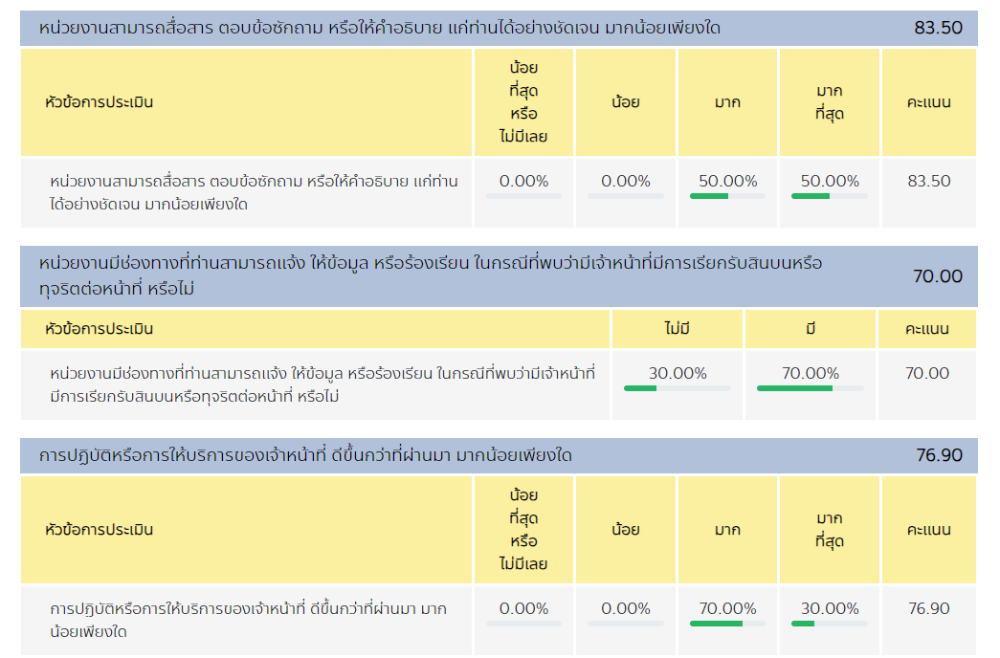 หน่วยงานสามารถสื่อสาร ตอบข้อซักถาม หรือให้คำอธิบาย แก่ท่านได้อย่างชัดเจน มากน้อยเพียงใด 83.50
หัวข้อการประเมิน
น้อย
ที่สุด
หรือ
ไม่มีเลย
น้อย
มาก
มาก
ที่สุด
คะแนน
หน่วยงานสามารถสื่อสาร ตอบข้อซักถาม หรือให้คำอธิบาย แก่ท่าน
ได้อย่างชัดเจน มากน้อยเพียงใด
0.00% 0.00% 50.00% 50.00% 83.50
หน่วยงานมีช่องทางที่ท่านสามารถแจ้ง ให้ข้อมูล หรือร้องเรียน ในกรณีที่พบว่ามีเจ้าหน้าที่มีการเรียกรับสินบนหรือ
ทุจริตต่อหน้าที่ หรือไม่
70.00
หัวข้อการประเมิน ไม่มี มี คะแนน
หน่วยงานมีช่องทางที่ท่านสามารถแจ้ง ให้ข้อมูล หรือร้องเรียน ในกรณีที่พบว่ามีเจ้าหน้าที่
มีการเรียกรับสินบนหรือทุจริตต่อหน้าที่ หรือไม่
30.00% 70.00% 70.00
การปฏิบัติหรือการให้บริการของเจ้าหน้าที่ ดีขึ้นกว่าที่ผ่านมา มากน้อยเพียงใด 76.90
หัวข้อการประเมิน
น้อย
ที่สุด
หรือ
ไม่มีเลย
น้อย
มาก
มาก
ที่สุด
คะแนน
การปฏิบัติหรือการให้บริการของเจ้าหน้าที่ ดีขึ้นกว่าที่ผ่านมา มาก
น้อยเพียงใด
0.00% 0.00% 70.00% 30.00% 76.90